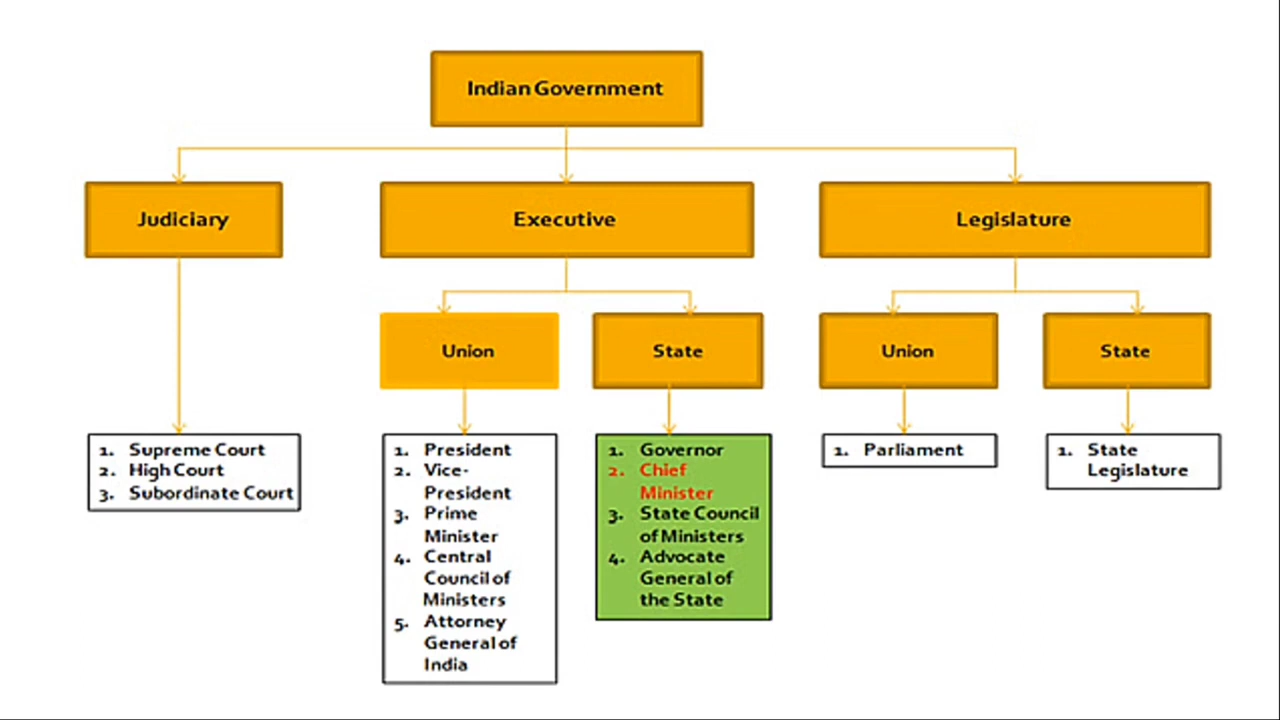 Indian Government
Judiciary
Executive
Legislature
Union
State
Union
State
1. Supreme Court
2. High Court
3. Subordinate Court
1. President
2. Vice-
President
3. Prime
Minister
4. Central
Council of
Ministers
5. Attorney
General of
India
1. Governor
2. Chief
Minister
3. State Council
of Ministers
4. Advocate
General of
the State
1. Parliament
1. State
Legislature